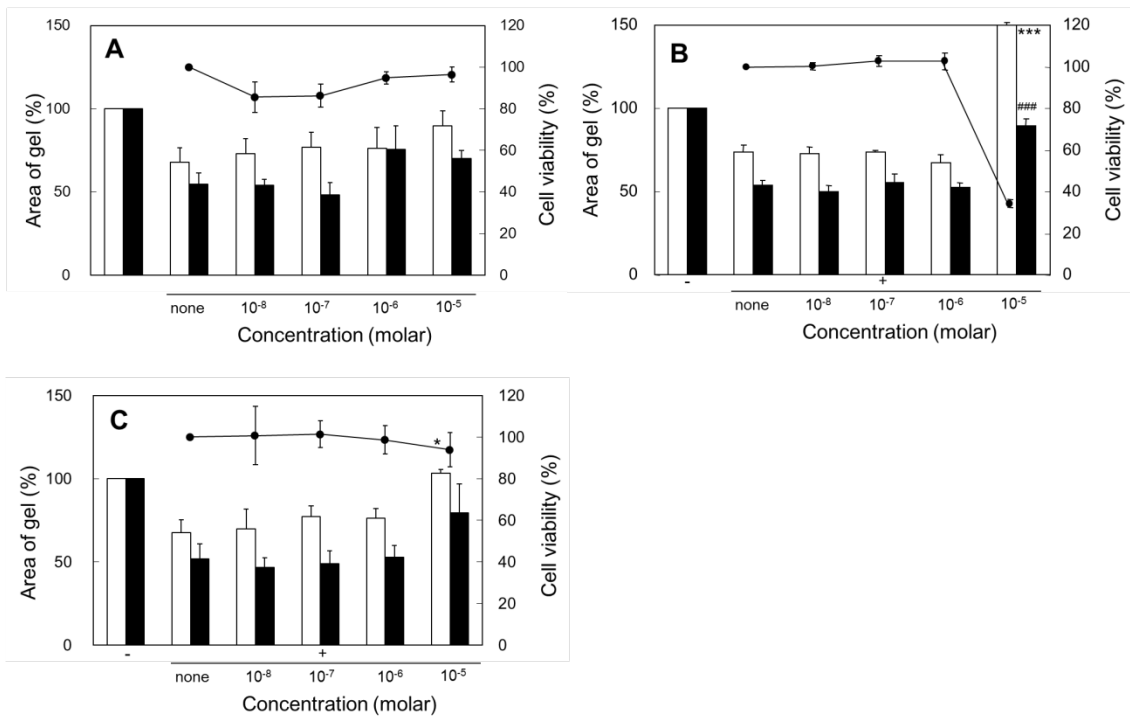 A
150
100
50
0
Area of gel (%)
120
100
80
60
40
20
0
Cell viability (%)
none 10⁻⁸ 10⁻⁷ 10⁻⁶ 10⁻⁵
Concentration (molar)
B
150
100
50
0
Area of gel (%)
***
###
120
100
80
60
40
20
0
Cell viability (%)
- +
none 10⁻⁸ 10⁻⁷ 10⁻⁶ 10⁻⁵
Concentration (molar)
C
150
100
50
0
Area of gel (%)
*
120
100
80
60
40
20
0
Cell viability (%)
- +
none 10⁻⁸ 10⁻⁷ 10⁻⁶ 10⁻⁵
Concentration (molar)